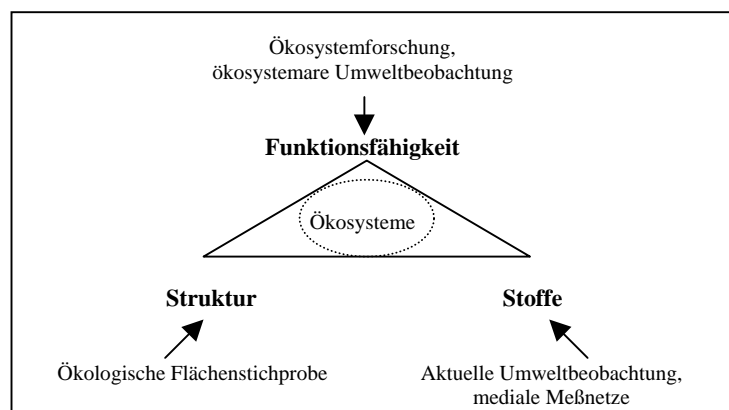 Ökosystemforschung,
ökosystemare Umweltbeobachtung
Funktionsfähigkeit
Ökosysteme
Struktur
Stoffe
Ökologische Flächenstichprobe
Aktuelle Umweltbeobachtung,
mediale Meßnetze